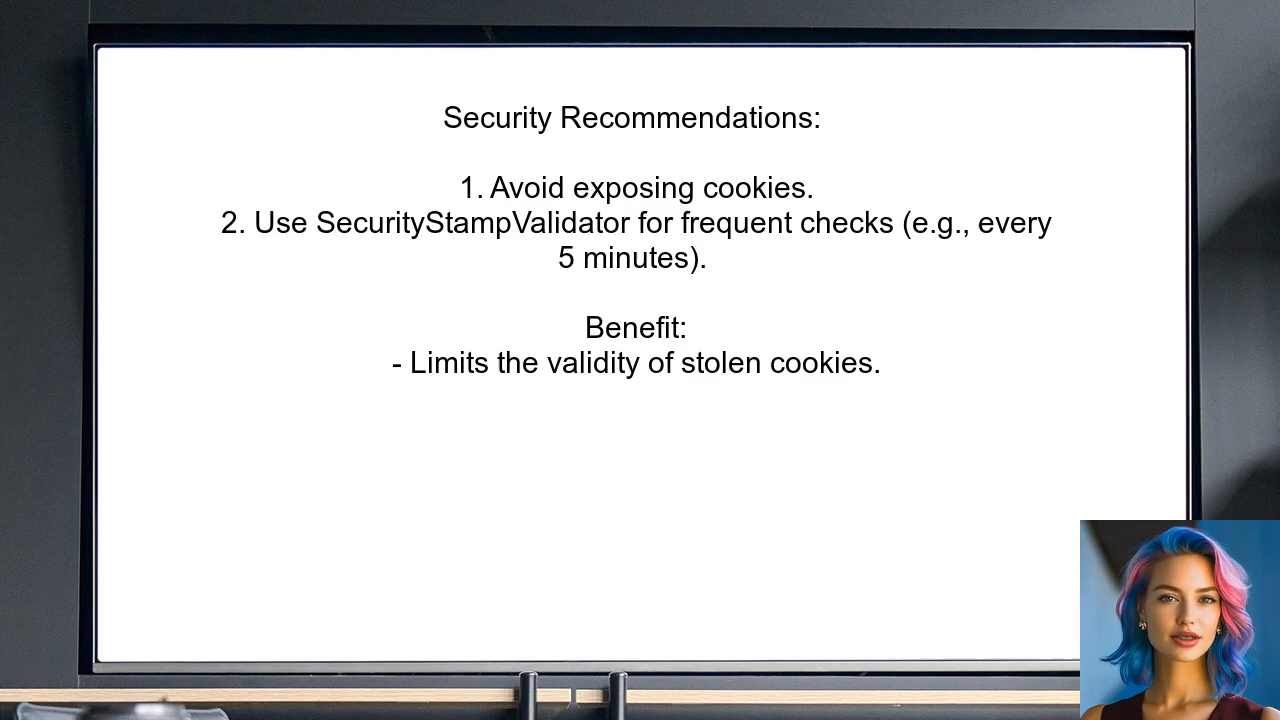 Security Recommendations:
1. Avoid exposing cookies.
2. Use SecurityStampValidator for frequent checks (e.g., every
5 minutes).
Benefit:
- Limits the validity of stolen cookies.